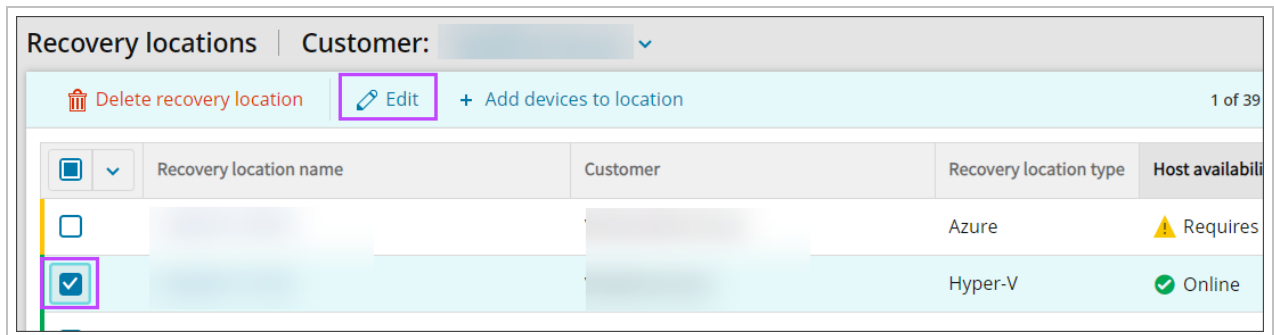 Recovery locations Customer:
Delete recovery location Edit + Add devices to location 1 of 39
Recovery location name Customer Recovery location type Host availabili
Azure Requires
Hyper-V Online